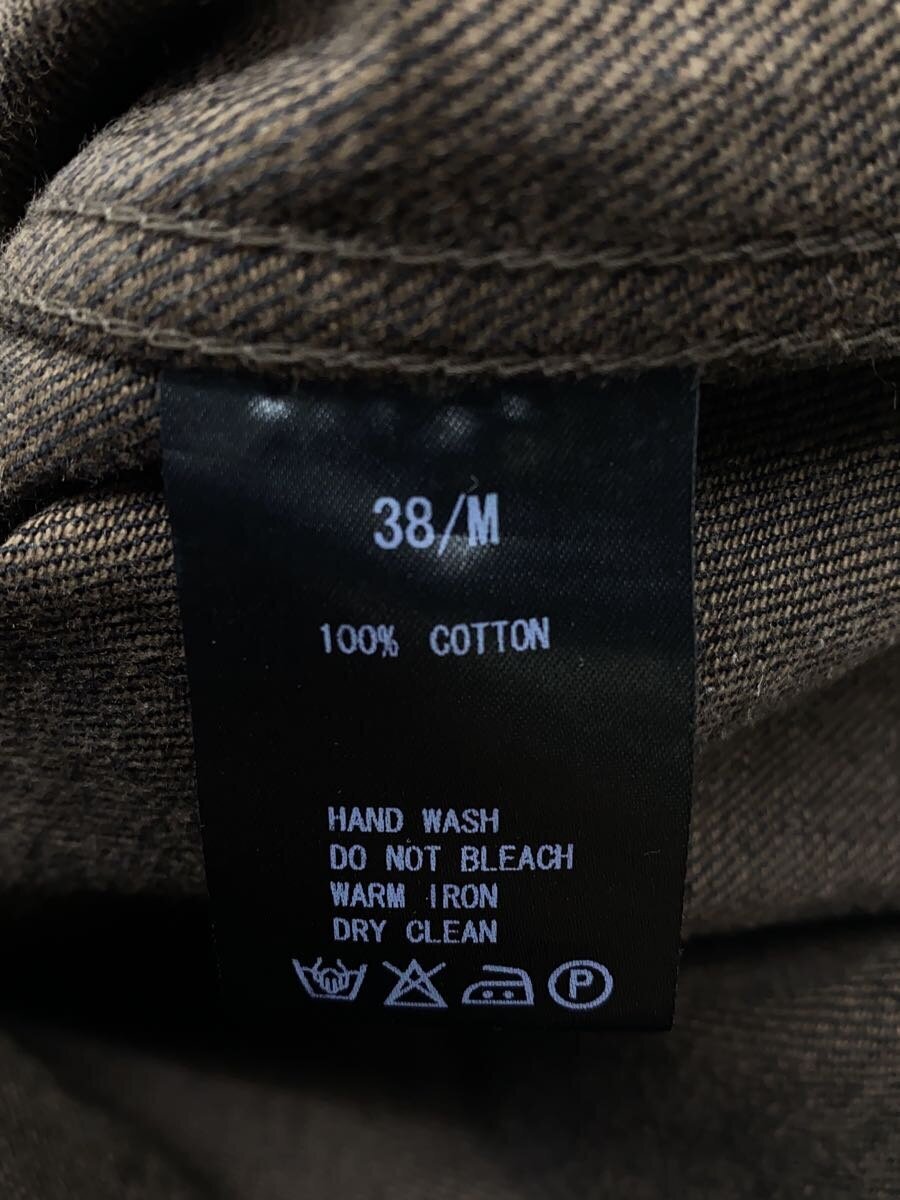 38/M
100% COTTON
HAND WASH
DO NOT BLEACH
WARM IRON
DRY CLEAN
P